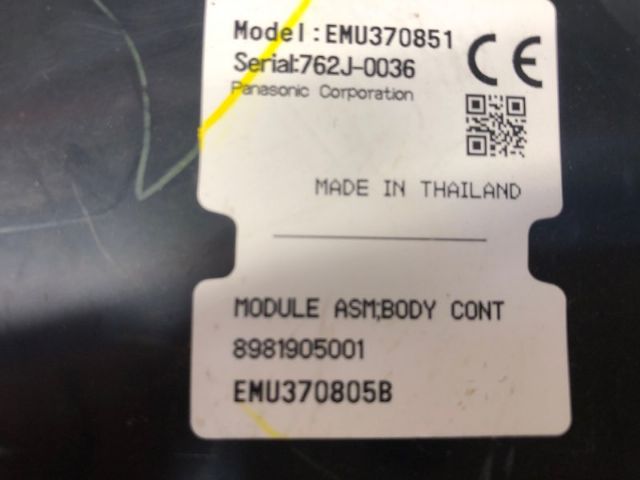 Model:EMU370851
Serial:762J-0036
Panasonic Corporation
CE
MADE IN THAILAND
MODULE ASM;BODY CONT
8981905001
EMU370805B